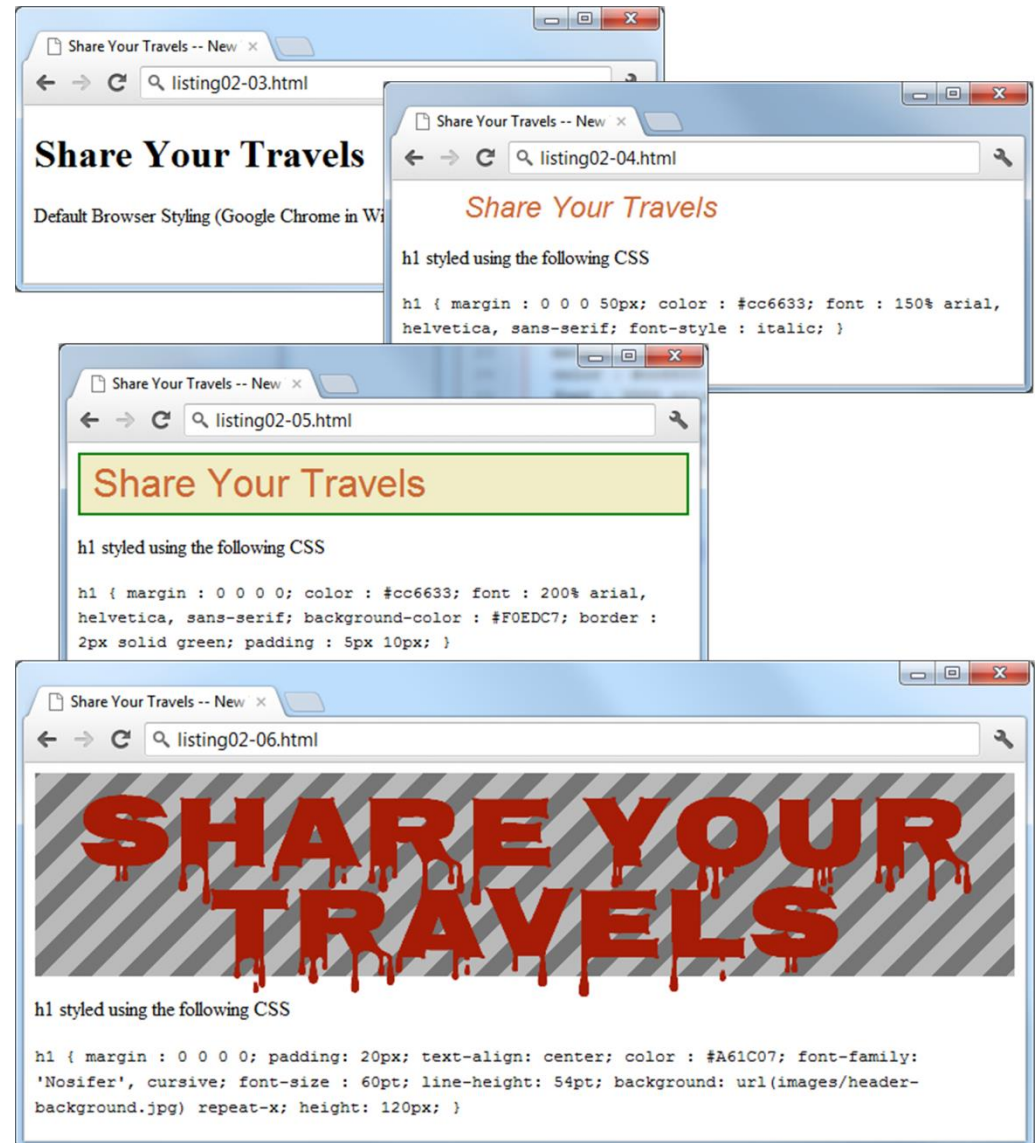 Share Your Travels -- New
listing02-03.html
Share Your Travels
Default Browser Styling (Google Chrome in
Share Your Travels -- New
listing02-04.html
Share Your Travels
h1 styled using the following CSS
h1 { margin : 0 0 0 50px; color : #cc6633; font : 150% arial,
helvetica, sans-serif; font-style : italic; }
Share Your Travels -- New
listing02-05.html
Share Your Travels
h1 styled using the following CSS
h1 { margin : 0 0 0 0; color : #cc6633; font : 200% arial,
helvetica, sans-serif; background-color : #F0EDC7; border :
2px solid green; padding : 5px 10px; }
Share Your Travels -- New
listing02-06.html
SHARE YOUR
TRAVELS
h1 styled using the following CSS
h1 { margin : 0 0 0 0; padding: 20px; text-align: center; color : #A61C07; font-family:
'Nosifer', cursive; font-size : 60pt; line-height: 54pt; background: url(images/header-
background.jpg) repeat-x; height: 120px; }